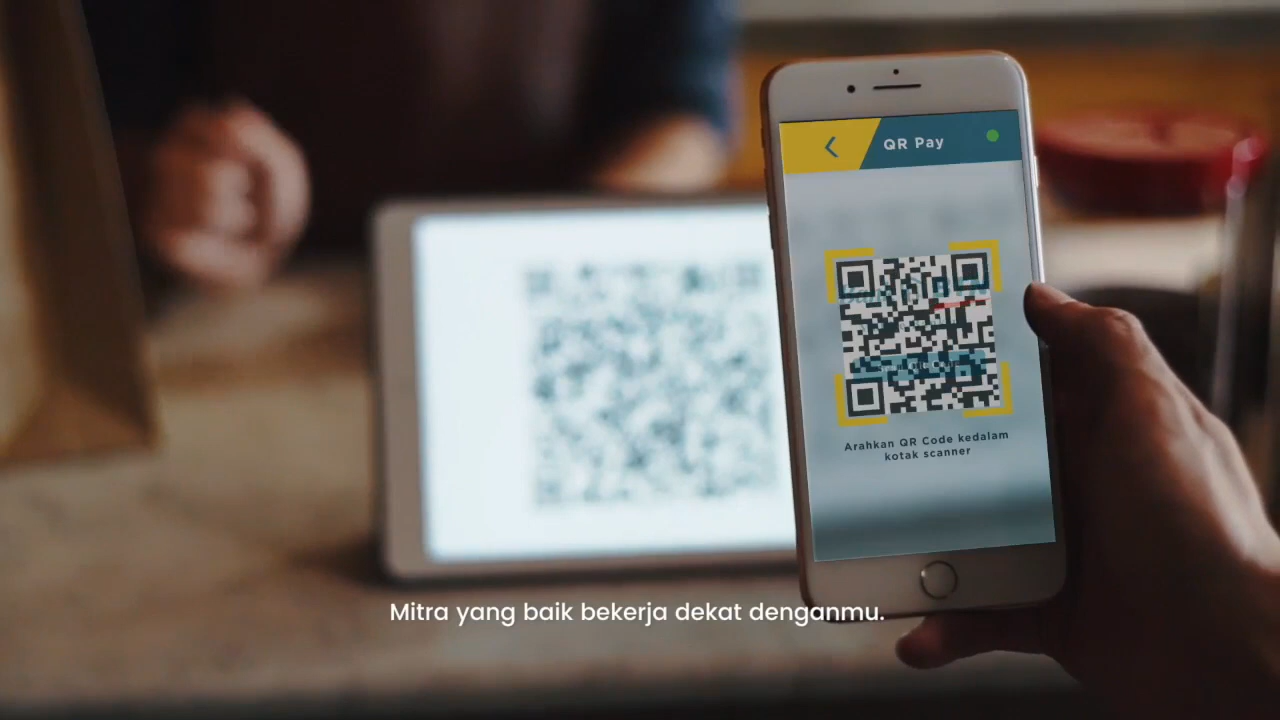 QR Pay
Arahkan QR Code kedalam
kotak scanner
Mitra yang baik bekerja dekat denganmu.